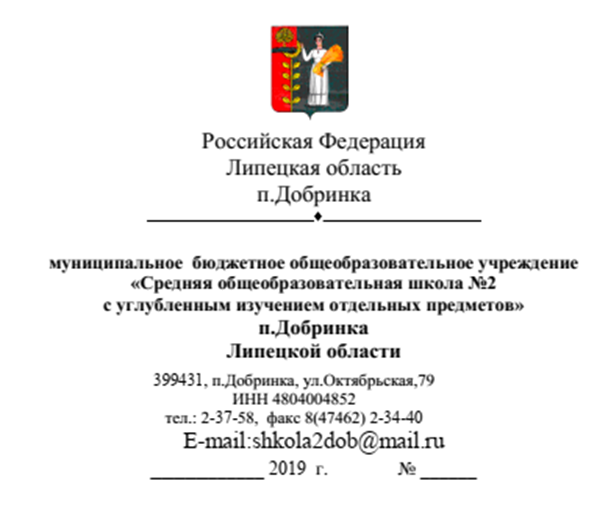 Российская Федерация
Липецкая область
п.Добринка
муниципальное бюджетное общеобразовательное учреждение
«Средняя общеобразовательная школа №2
с углубленным изучением отдельных предметов»
п.Добринка
Липецкой области
399431, п.Добринка, ул.Октябрьская,79
ИНН 4804004852
тел.: 2-37-58, факс 8(47462) 2-34-40
E-mail:shkola2dob@mail.ru
____________ 2019 г. № ______